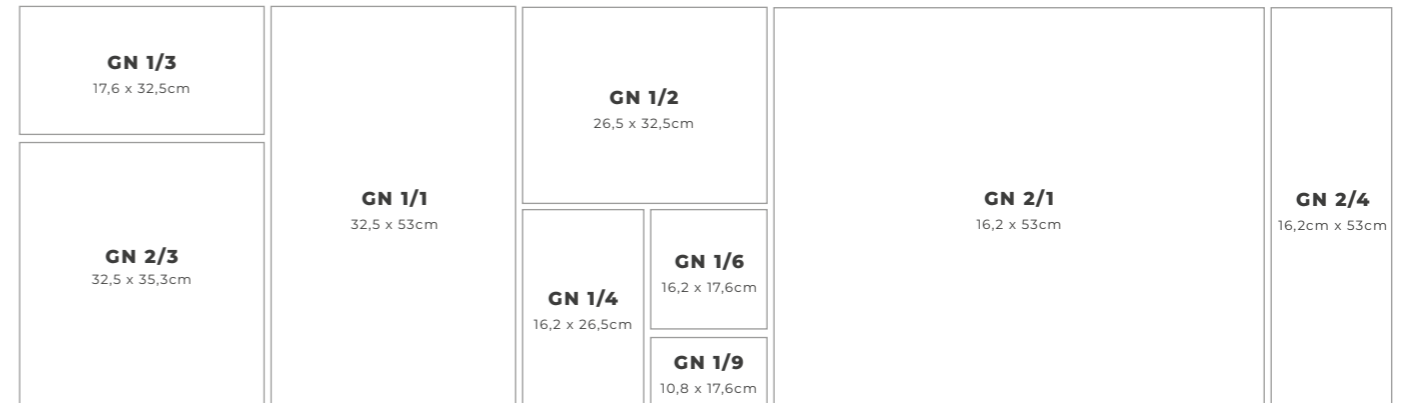 GN 1/3
17,6 x 32,5cm
GN 2/3
32,5 x 35,3cm
GN 1/1
32,5 x 53cm
GN 1/2
26,5 x 32,5cm
GN 1/4
16,2 x 26,5cm
GN 1/6
16,2 x 17,6cm
GN 1/9
10,8 x 17,6cm
GN 2/1
16,2 x 53cm
GN 2/4
16,2cm x 53cm